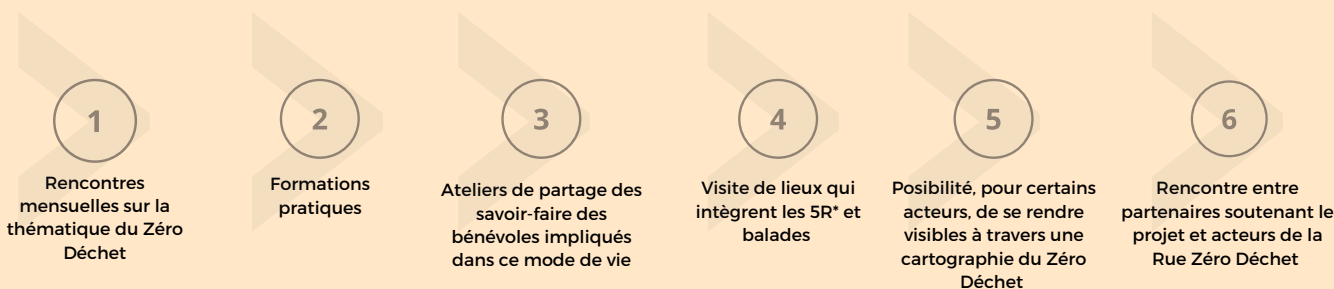 1
Rencontres
mensuelles sur la
thématique du Zéro
Déchet
2
Formations
pratiques
3
Ateliers de partage des
savoir-faire des
bénévoles impliqués
dans ce mode de vie
4
Visite de lieux qui
intègrent les 5R* et
balades
5
Posibilité, pour certains
acteurs, de se rendre
visibles à travers une
cartographie du Zéro
Déchet
6
Rencontre entre
partenaires soutenant le
projet et acteurs de la
Rue Zéro Déchet